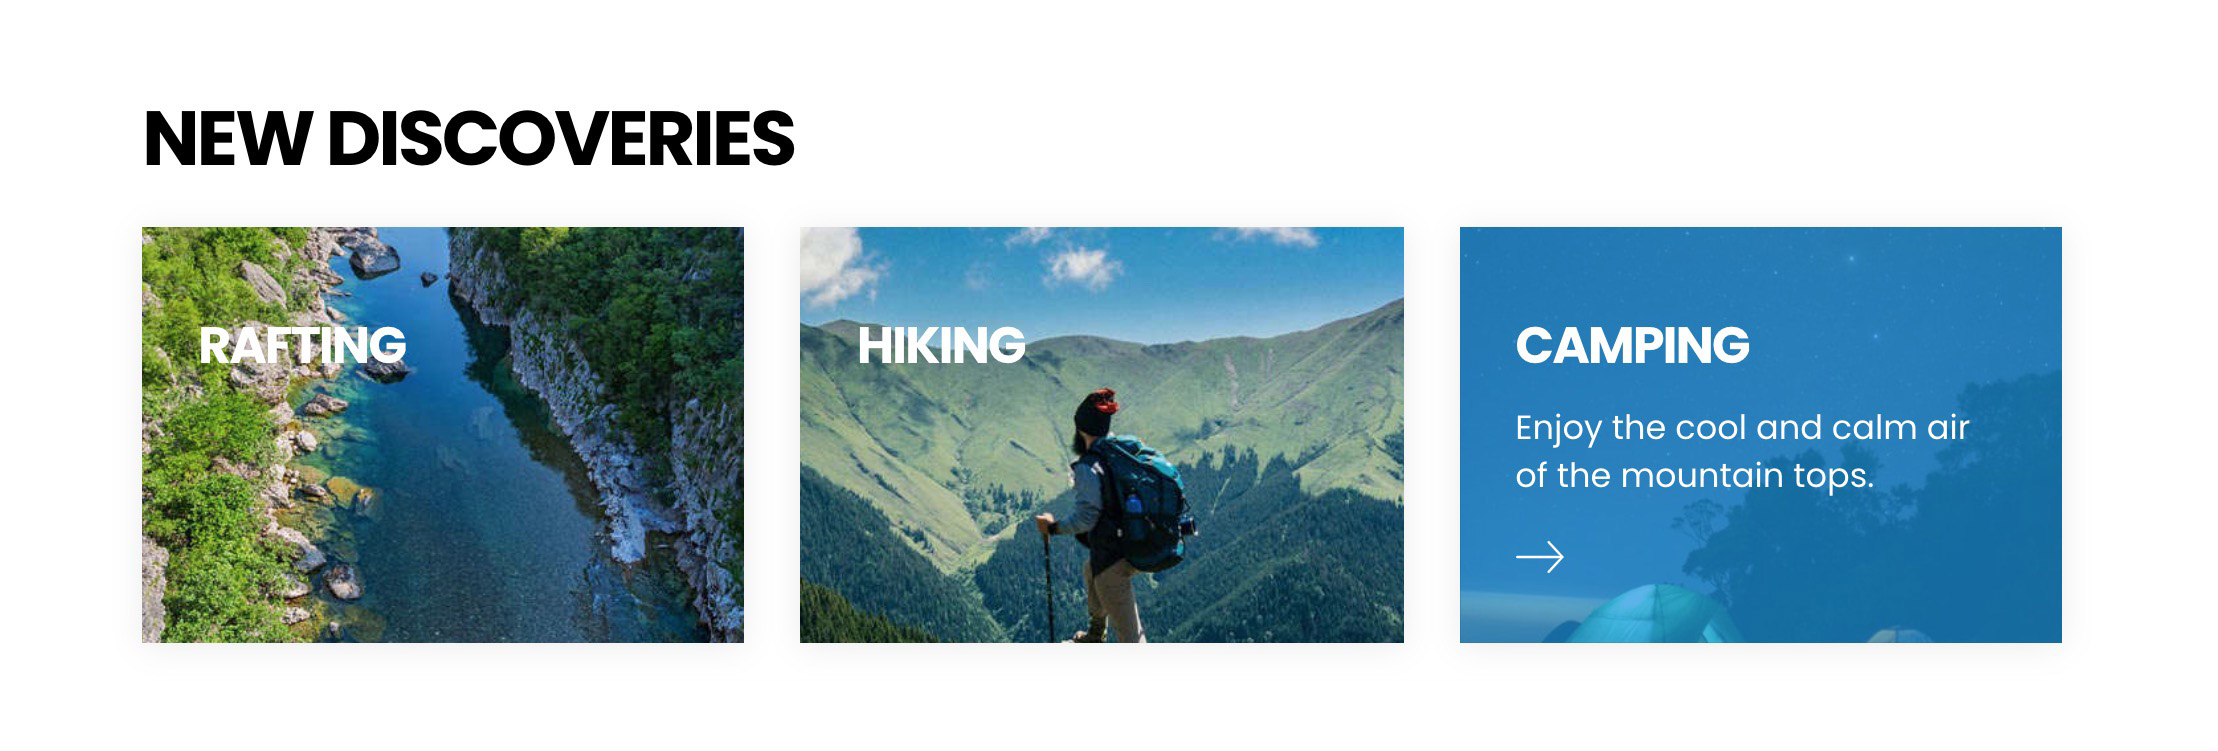 NEW DISCOVERIES
RAFTING
HIKING
CAMPING
Enjoy the cool and calm air
of the mountain tops.